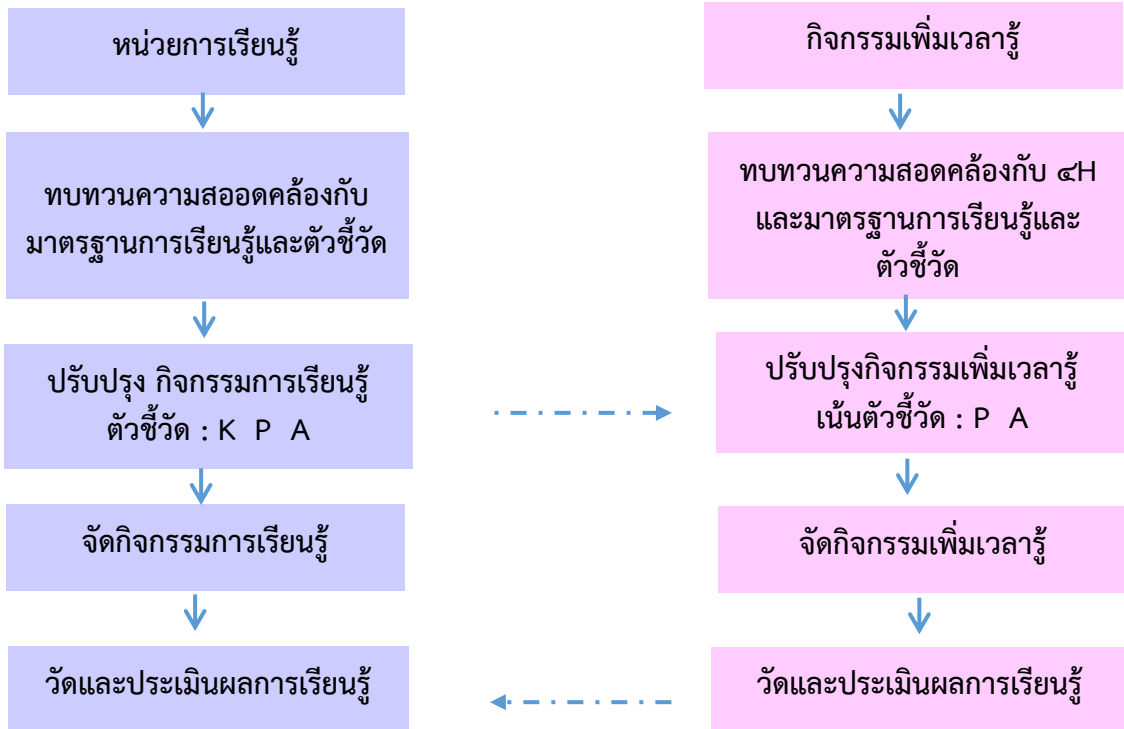 หน่วยการเรียนรู้
ทบทวนความสออดคล้องกับ
มาตรฐานการเรียนรู้และตัวชี้วัด
ปรับปรุง กิจกรรมการเรียนรู้
ตัวชี้วัด : K P A
จัดกิจกรรมการเรียนรู้
วัดและประเมินผลการเรียนรู้
กิจกรรมเพิ่มเวลารู้
ทบทวนความสอดคล้องกับ ๔H
และมาตรฐานการเรียนรู้และ
ตัวชี้วัด
ปรับปรุงกิจกรรมเพิ่มเวลารู้
เน้นตัวชี้วัด : P A
จัดกิจกรรมเพิ่มเวลารู้
วัดและประเมินผลการเรียนรู้